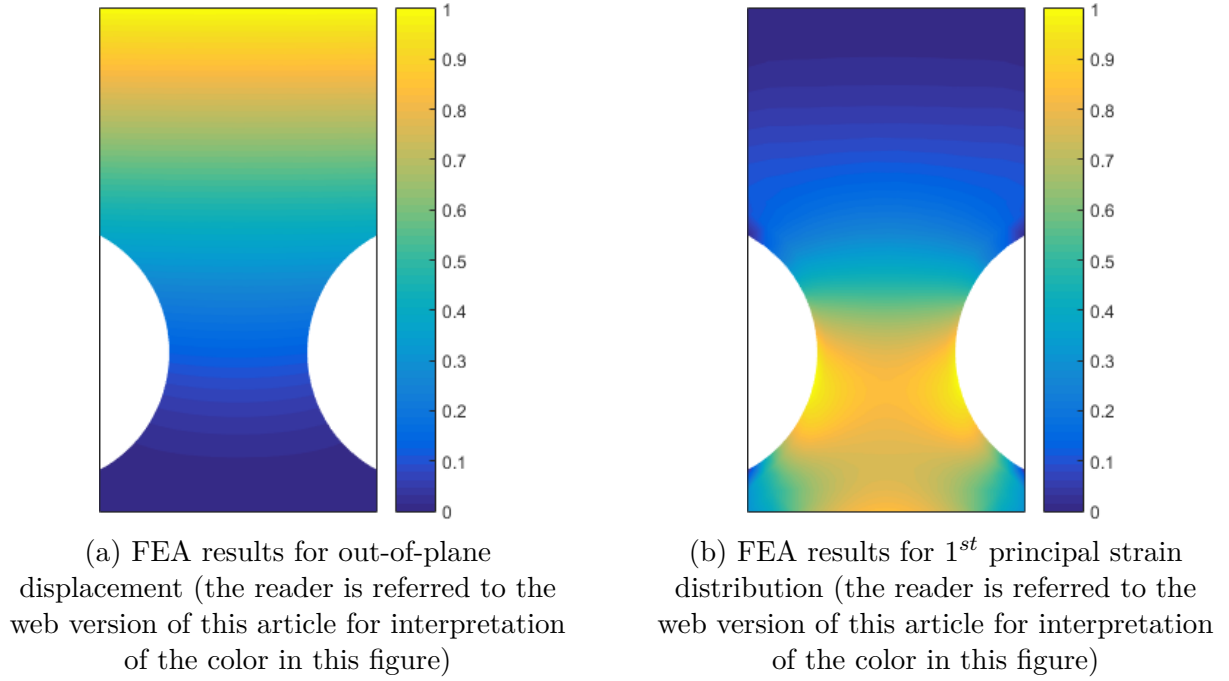 1
0.9
0.8
0.7
0.6
0.5
0.4
0.3
0.2
0.1
0
1
0.9
0.8
0.7
0.6
0.5
0.4
0.3
0.2
0.1
0
(a) FEA results for out-of-plane
displacement (the reader is referred to the
web version of this article for interpretation
of the color in this figure)
(b) FEA results for 1st principal strain
distribution (the reader is referred to the
web version of this article for interpretation
of the color in this figure)